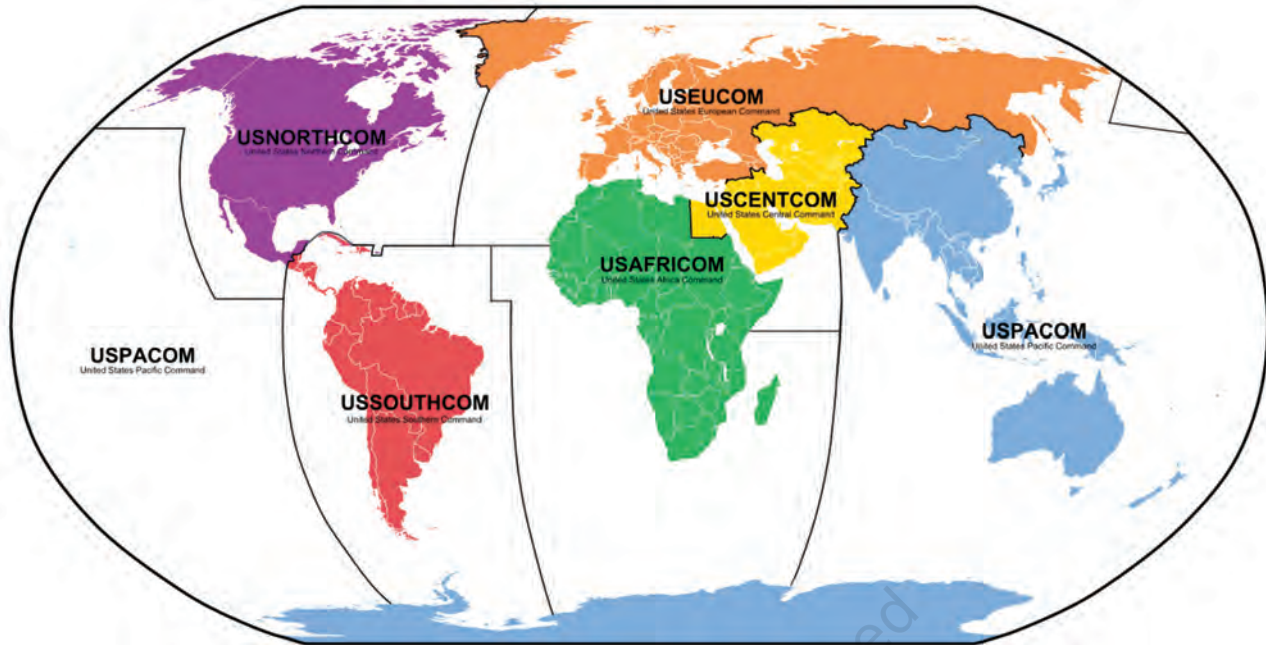 USEUCOM
United States European Command
USNORTHCOM
United States Northern Command
USCENTCOM
United States Central Command
USAFRICOM
United States Africa Command
USPACOM
United States Pacific Command
USPACOM
United States Pacific Command
USSOUTHCOM
United States Southern Command
ed